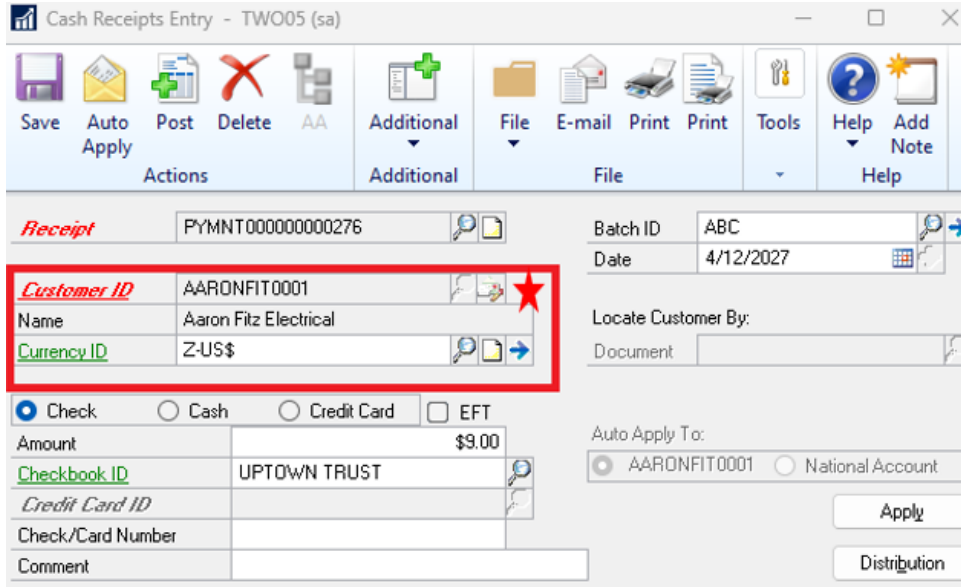 Cash Receipts Entry - TWO05 (sa)
Save Auto Apply Post Delete AA Additional File E-mail Print Print Tools Help Add Note
Actions Additional File Help
Receipt PYMNT000000000276
Batch ID ABC
Date 4/12/2027
Customer ID AARONFIT0001
Name Aaron Fitz Electrical
Currency ID Z-US$
Locate Customer By:
Document
Check Cash Credit Card EFT
Amount $9.00
Checkbook ID UPTOWN TRUST
Credit Card ID
Check/Card Number
Comment
Auto Apply To:
AARONFIT0001 National Account
Apply
Distribution